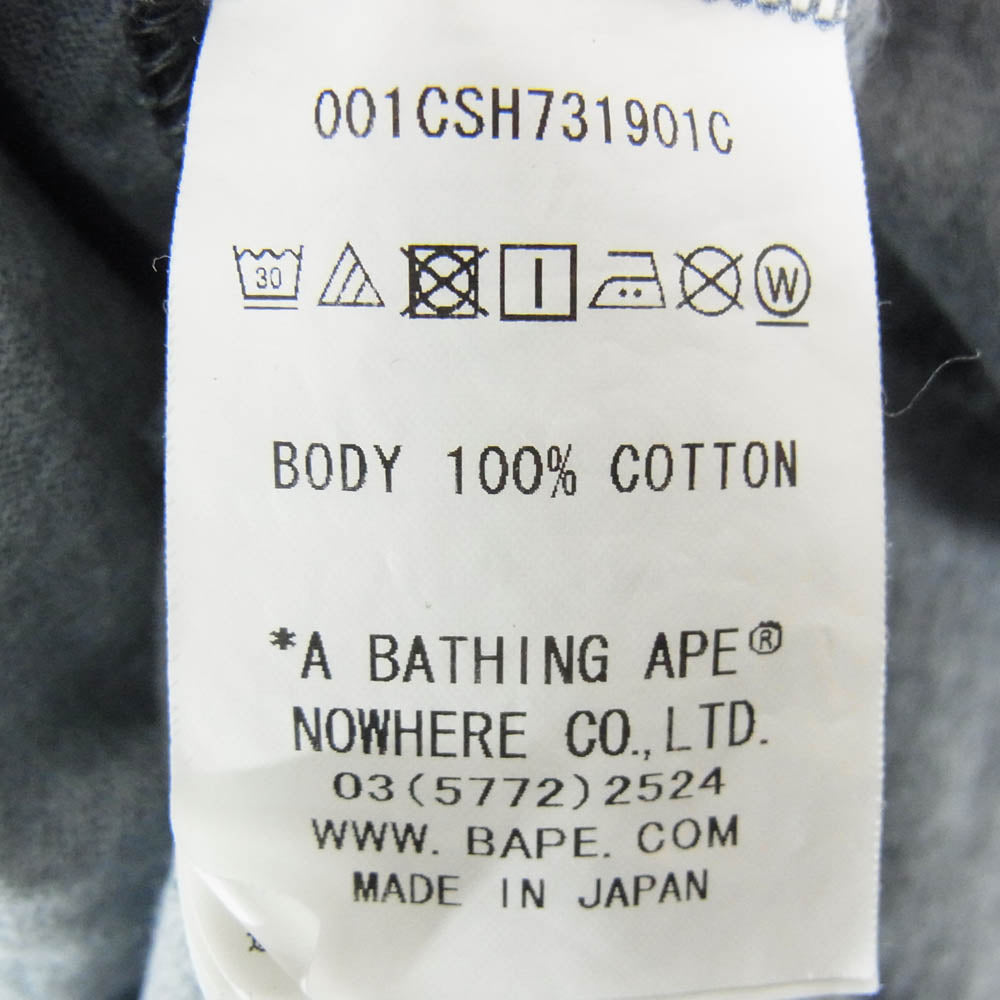 001CSH731901C
30 W
BODY 100% COTTON
*A BATHING APE®
NOWHERE CO.,LTD.
03(5772)2524
WWW. BAPE. COM
MADE IN JAPAN